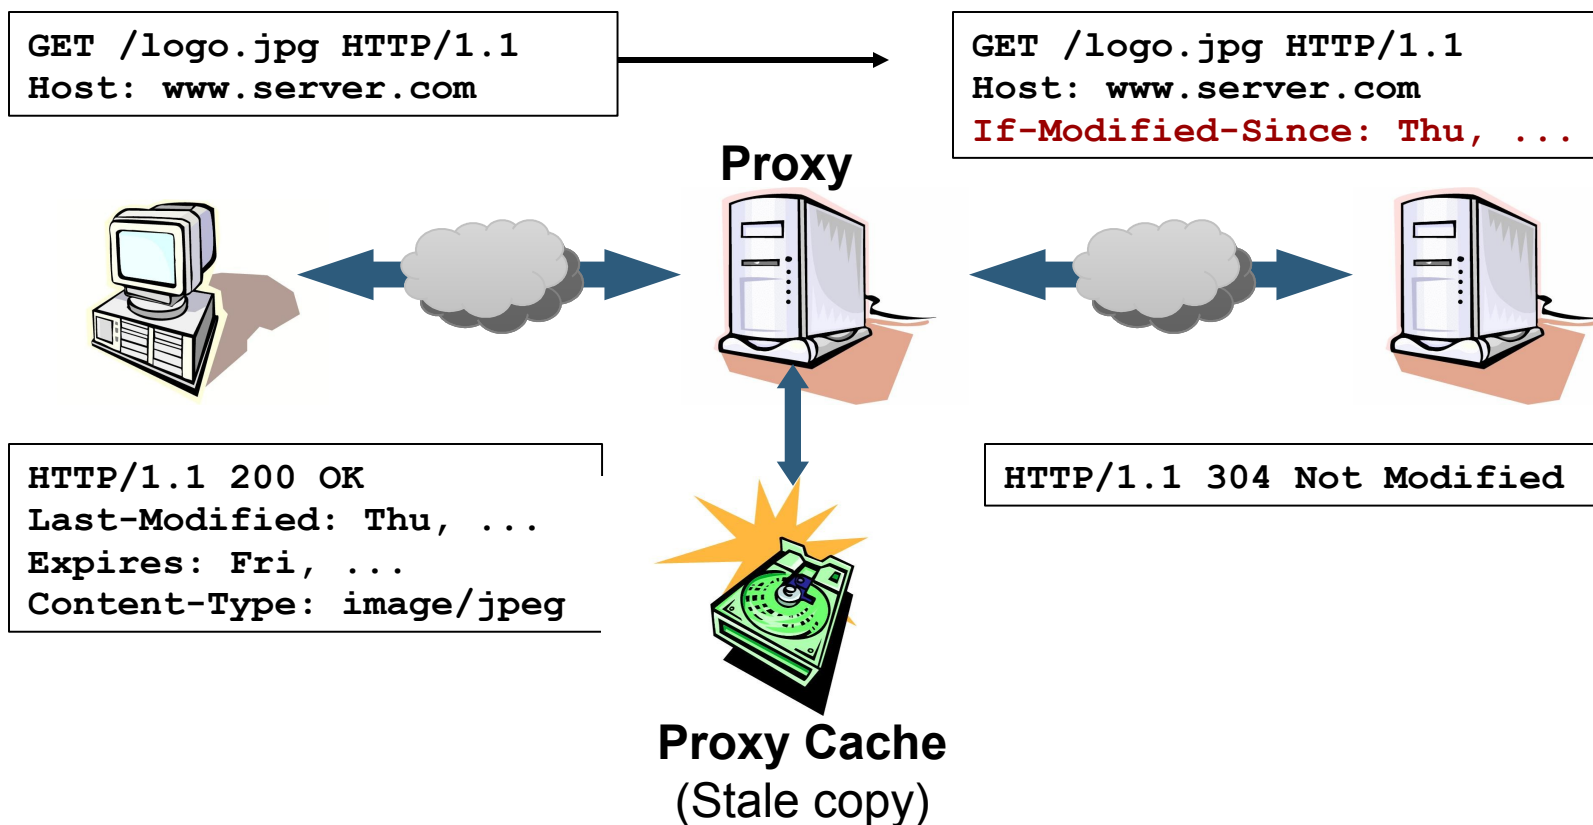 GET /logo.jpg HTTP/1.1
Host: www.server.com
GET /logo.jpg HTTP/1.1
Host: www.server.com
If-Modified-Since: Thu, ...
Proxy
HTTP/1.1 200 OK
Last-Modified: Thu, ...
Expires: Fri, ...
Content-Type: image/jpeg
HTTP/1.1 304 Not Modified
Proxy Cache
(Stale copy)